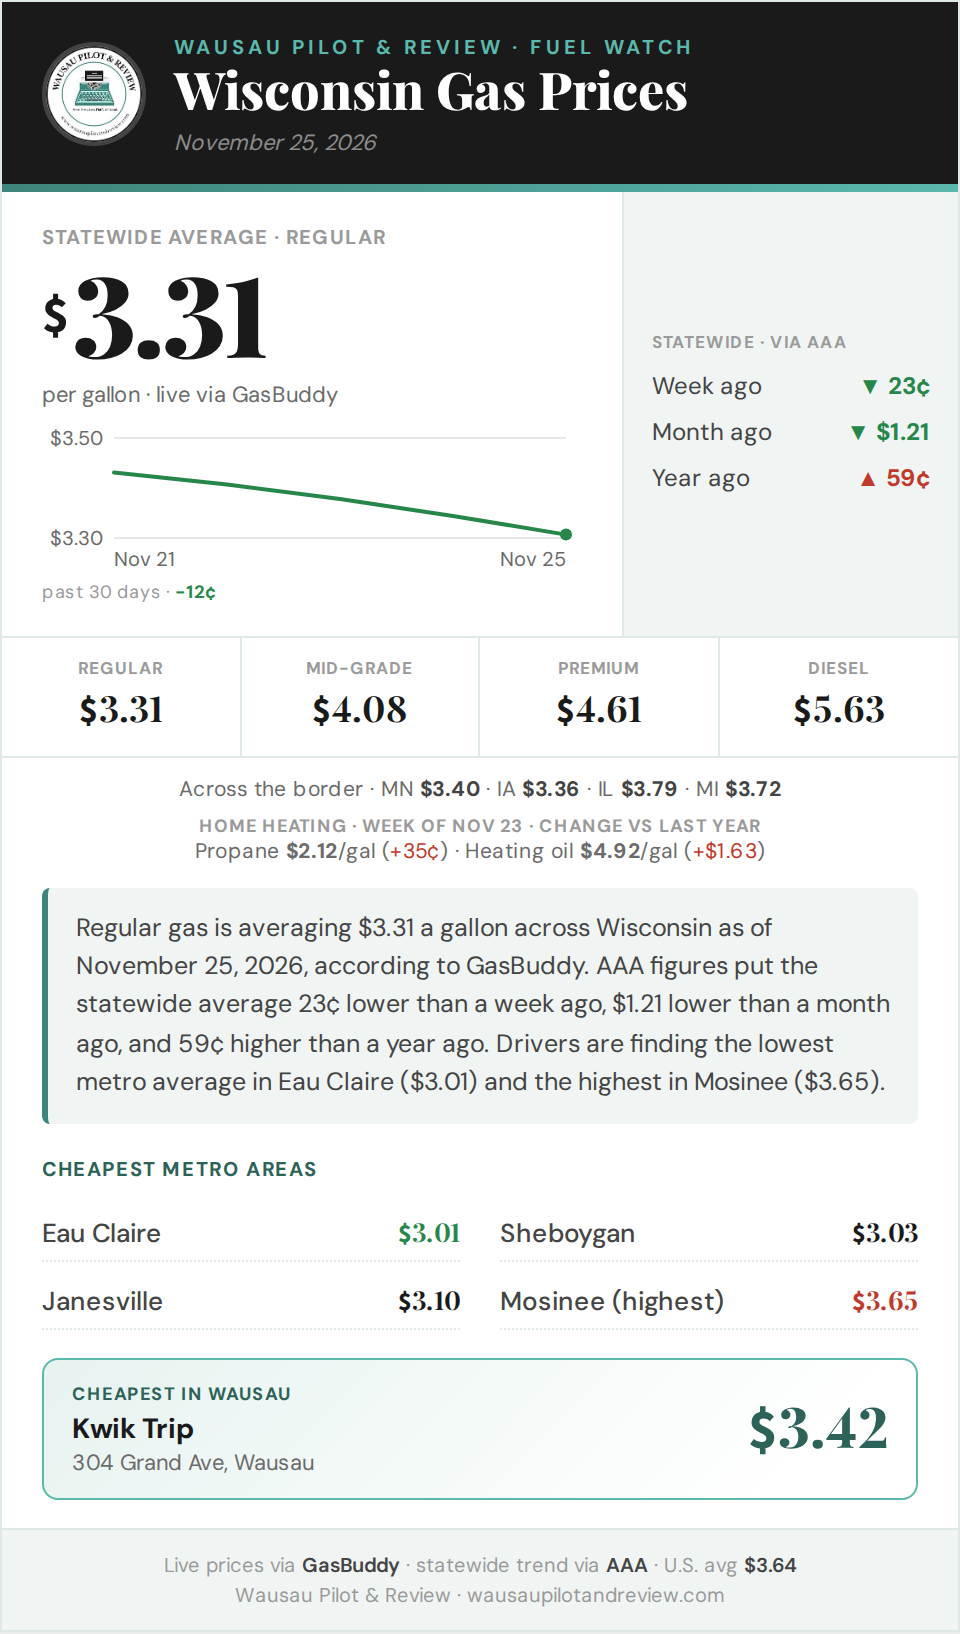 WAUSAU PILOT & REVIEW
WAUSAU PILOT & REVIEW · FUEL WATCH
Wisconsin Gas Prices
November 25, 2026
STATEWIDE AVERAGE · REGULAR
$3.31
per gallon · live via GasBuddy
$3.50
$3.30
Nov 21 Nov 25
past 30 days · -12¢
STATEWIDE · VIA AAA
Week ago ▼ 23¢
Month ago ▼ $1.21
Year ago ▲ 59¢
REGULAR MID-GRADE PREMIUM DIESEL
$3.31 $4.08 $4.61 $5.63
Across the border · MN $3.40 · IA $3.36 · IL $3.79 · MI $3.72
HOME HEATING · WEEK OF NOV 23 · CHANGE VS LAST YEAR
Propane $2.12/gal (+35¢) · Heating oil $4.92/gal (+$1.63)
Regular gas is averaging $3.31 a gallon across Wisconsin as of
November 25, 2026, according to GasBuddy. AAA figures put the
statewide average 23¢ lower than a week ago, $1.21 lower than a month
ago, and 59¢ higher than a year ago. Drivers are finding the lowest
metro average in Eau Claire ($3.01) and the highest in Mosinee ($3.65).
CHEAPEST METRO AREAS
Eau Claire $3.01 Sheboygan $3.03
Janesville $3.10 Mosinee (highest) $3.65
CHEAPEST IN WAUSAU
Kwik Trip
304 Grand Ave, Wausau
$3.42
Live prices via GasBuddy · statewide trend via AAA · U.S. avg $3.64
Wausau Pilot & Review · wausaupilotandreview.com